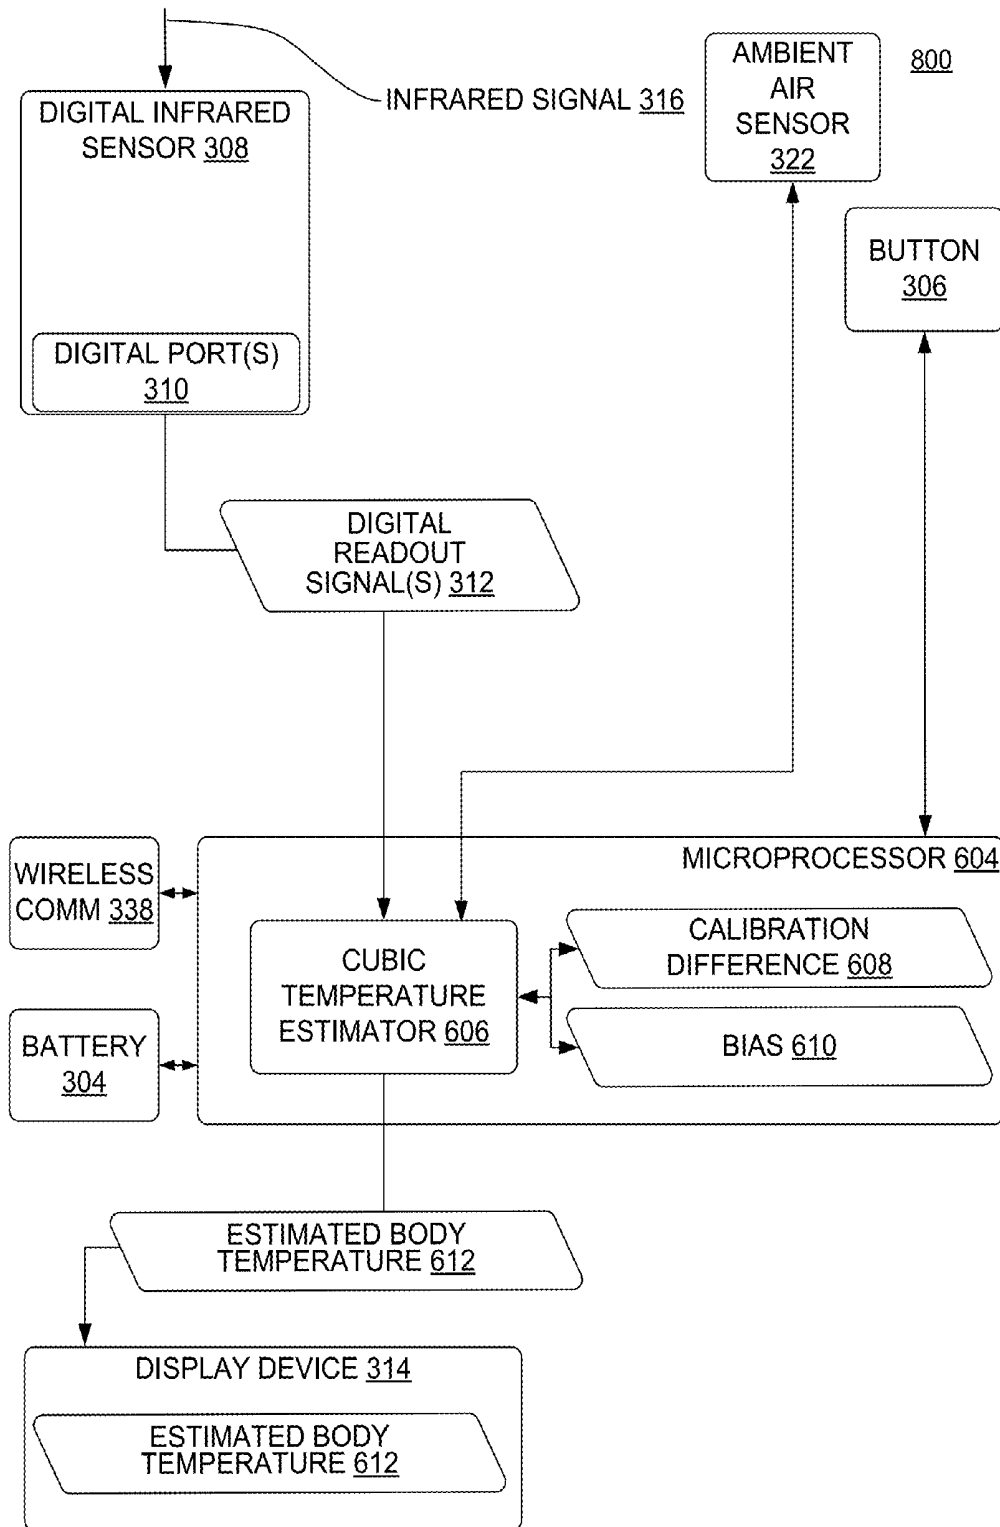 INFRARED SIGNAL 316
AMBIENT
AIR
SENSOR
322
800
DIGITAL INFRARED
SENSOR 308
BUTTON
306
DIGITAL PORT(S)
310
DIGITAL
READOUT
SIGNAL(S) 312
MICROPROCESSOR 604
WIRELESS
COMM 338
CUBIC
TEMPERATURE
ESTIMATOR 606
CALIBRATION
DIFFERENCE 608
BIAS 610
BATTERY
304
ESTIMATED BODY
TEMPERATURE 612
DISPLAY DEVICE 314
ESTIMATED BODY
TEMPERATURE 612